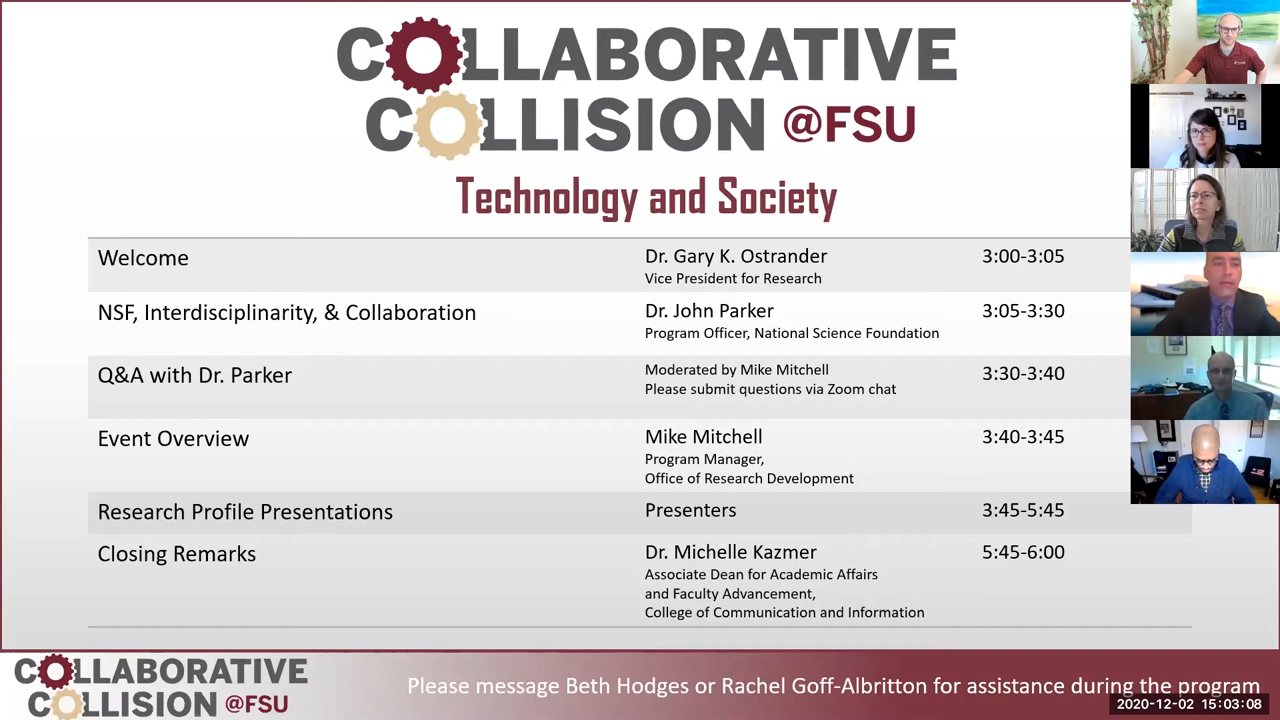 COLLABORATIVE
COLLISION @FSU
Technology and Society
Welcome
Dr. Gary K. Ostrander
3:00-3:05
Vice President for Research
NSF, Interdisciplinarity, & Collaboration
Dr. John Parker
3:05-3:30
Program Officer, National Science Foundation
Q&A with Dr. Parker
Moderated by Mike Mitchell
3:30-3:40
Please submit questions via Zoom chat
Event Overview
Mike Mitchell
3:40-3:45
Program Manager,
Office of Research Development
Research Profile Presentations
Presenters
3:45-5:45
Closing Remarks
Dr. Michelle Kazmer
5:45-6:00
Associate Dean for Academic Affairs
and Faculty Advancement,
College of Communication and Information
COLLABORATIVE
COLLISION @FSU
Please message Beth Hodges or Rachel Goff-Albritton for assistance during the program
2020-12-02 15:03:08